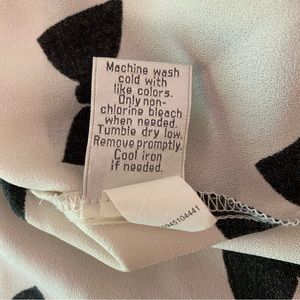 Machine wash
cold with
like colors.
Only non-
chlorine bleach
when needed.
Tumble dry low.
Remove promptly.
Cool iron
if needed.